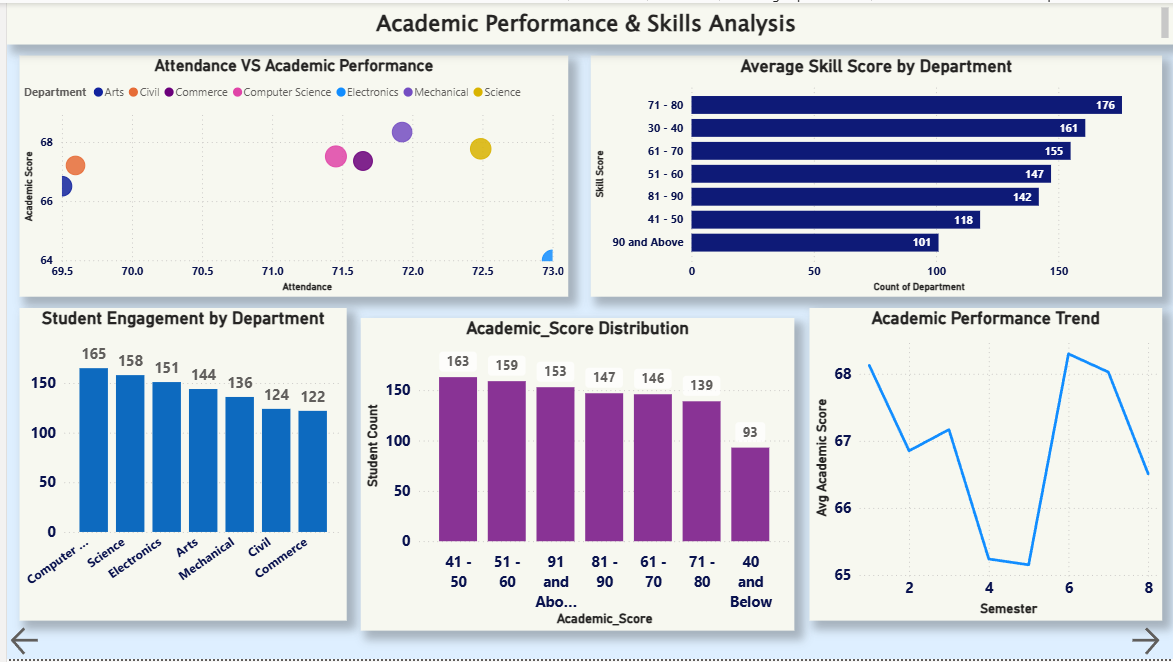 Academic Performance & Skills Analysis
Attendance VS Academic Performance
Department Arts Civil Commerce Computer Science Electronics Mechanical Science
Academic Score
68
66
64
69.5 70.0 70.5 71.0 71.5 72.0 72.5 73.0
Attendance
Average Skill Score by Department
Skill Score
71 - 80 176
30 - 40 161
61 - 70 155
51 - 60 147
81 - 90 142
41 - 50 118
90 and Above 101
0 50 100 150
Count of Department
Student Engagement by Department
165 158 151 144 136 124 122
150
100
50
0
Computer ... Science Electronics Arts Mechanical Civil Commerce
Academic_Score Distribution
Student Count
163 159 153 147 146 139 93
150
100
50
0
41 - 51 - 91 81 - 61 - 71 - 40
50 60 and 90 70 80 and
Abo... Below
Academic_Score
Academic Performance Trend
Avg Academic Score
68
67
66
65
2 4 6 8
Semester